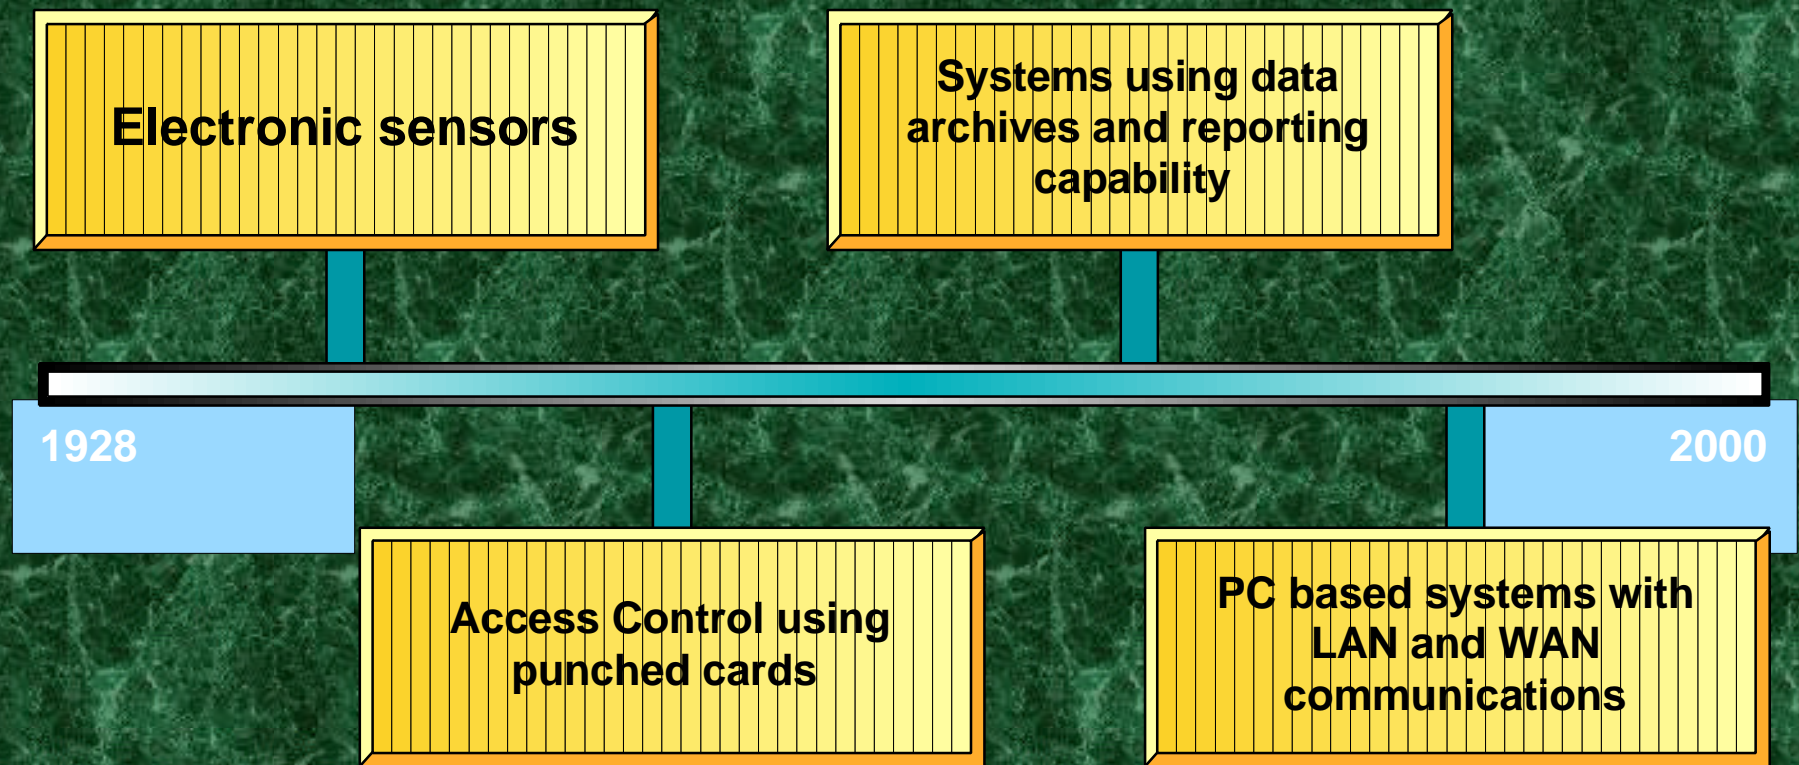 Electronic sensors
Systems using data
archives and reporting
capability
1928
2000
Access Control using
punched cards
PC based systems with
LAN and WAN
communications